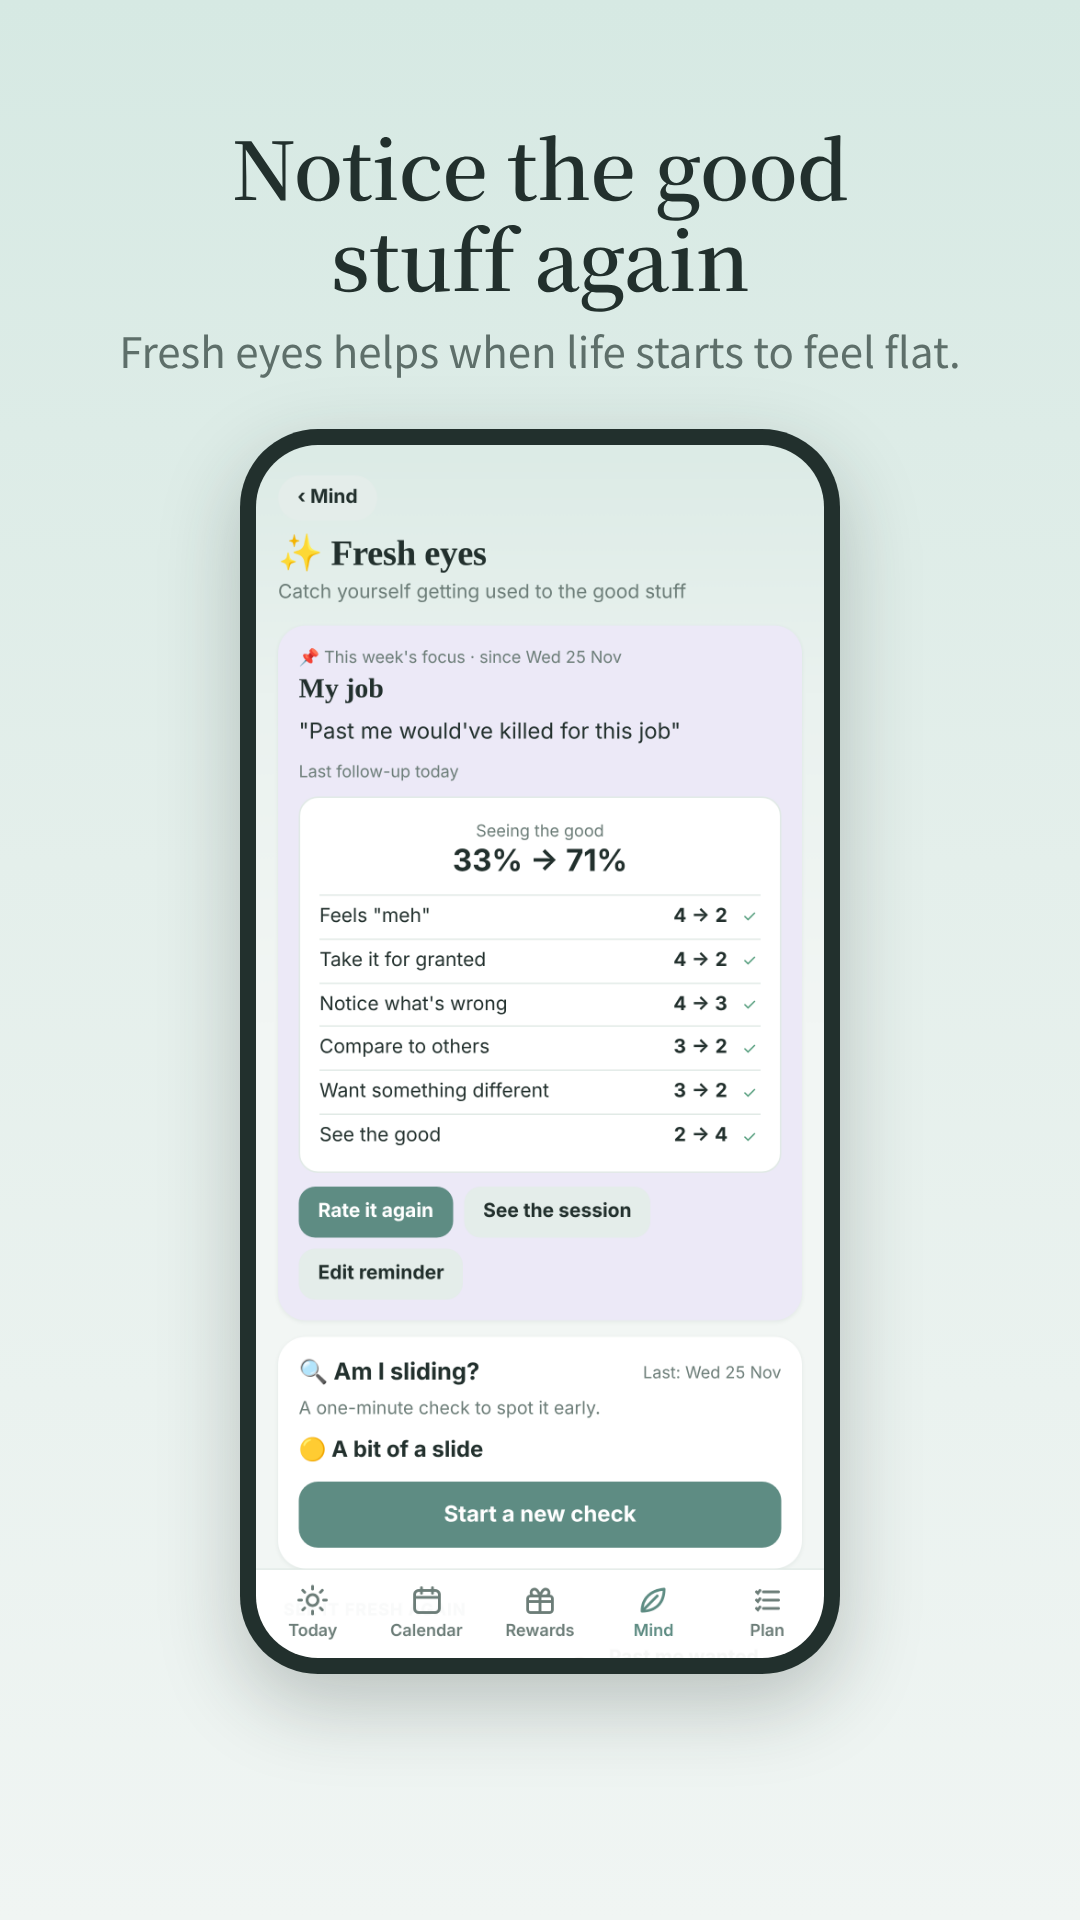 Notice the good
stuff again
Fresh eyes helps when life starts to feel flat.
‹ Mind
✨ Fresh eyes
Catch yourself getting used to the good stuff
📌 This week's focus · since Wed 25 Nov
My job
"Past me would've killed for this job"
Last follow-up today
Seeing the good
33% → 71%
Feels "meh" 4 → 2 ✓
Take it for granted 4 → 2 ✓
Notice what's wrong 4 → 3 ✓
Compare to others 3 → 2 ✓
Want something different 3 → 2 ✓
See the good 2 → 4 ✓
Rate it again See the session
Edit reminder
🔍 Am I sliding? Last: Wed 25 Nov
A one-minute check to spot it early.
🟡 A bit of a slide
Start a new check
Today Calendar Rewards Mind Plan